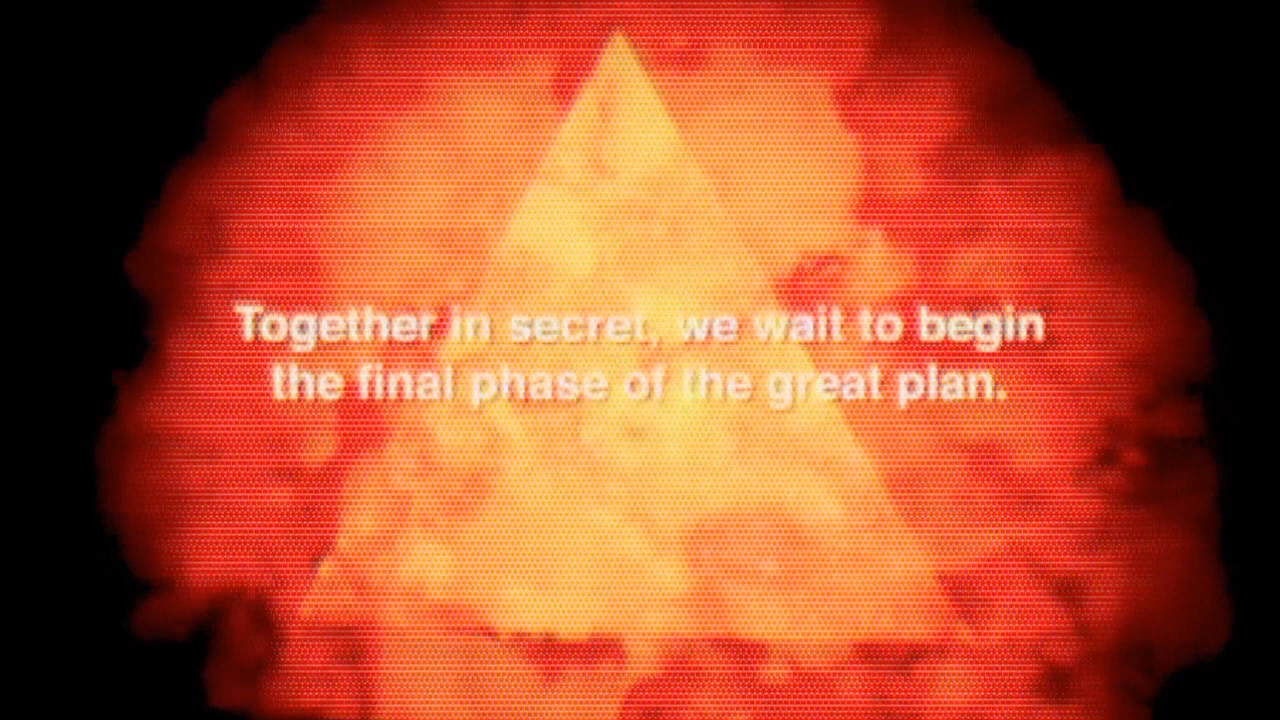 Together in secret, we wait to begin
the final phase of the great plan.